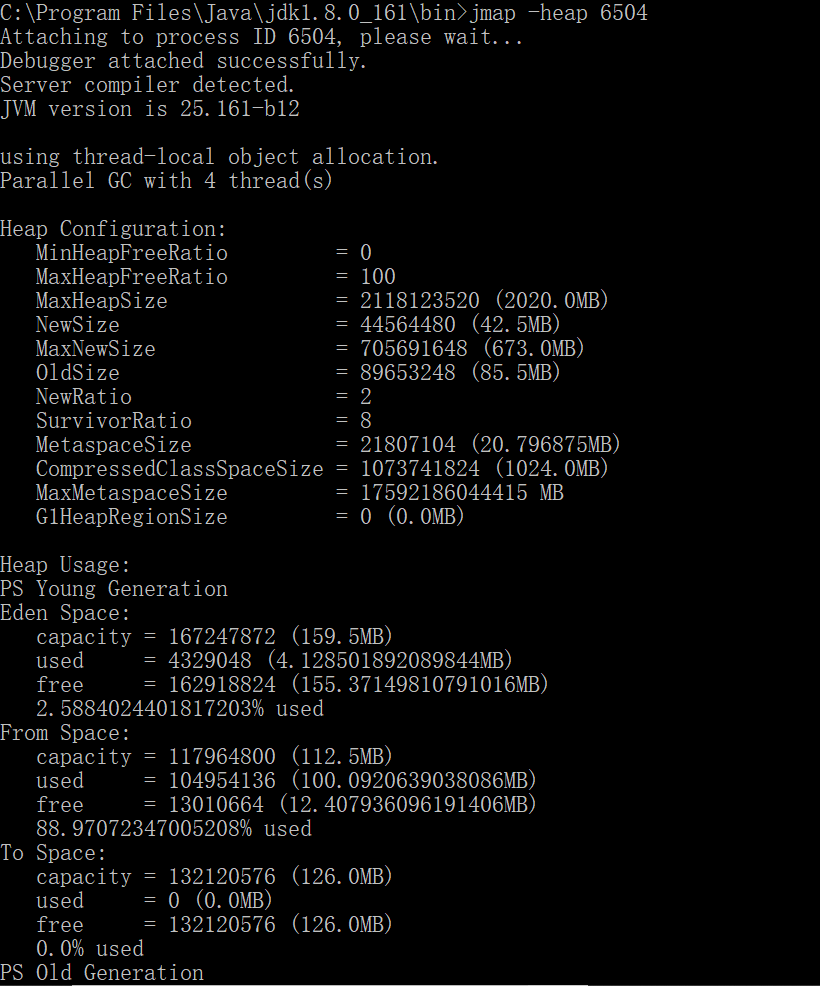 C:\Program Files\Java\jdk1.8.0_161\bin>jmap -heap 6504
Attaching to process ID 6504, please wait...
Debugger attached successfully.
Server compiler detected.
JVM version is 25.161-b12

using thread-local object allocation.
Parallel GC with 4 thread(s)

Heap Configuration:
   MinHeapFreeRatio         = 0
   MaxHeapFreeRatio         = 100
   MaxHeapSize              = 2118123520 (2020.0MB)
   NewSize                  = 44564480 (42.5MB)
   MaxNewSize               = 705691648 (673.0MB)
   OldSize                  = 89653248 (85.5MB)
   NewRatio                 = 2
   SurvivorRatio            = 8
   MetaspaceSize            = 21807104 (20.796875MB)
   CompressedClassSpaceSize = 1073741824 (1024.0MB)
   MaxMetaspaceSize         = 17592186044415 MB
   G1HeapRegionSize         = 0 (0.0MB)

Heap Usage:
PS Young Generation
Eden Space:
   capacity = 167247872 (159.5MB)
   used     = 4329048 (4.128501892089844MB)
   free     = 162918824 (155.37149810791016MB)
   2.5884024401817203% used
From Space:
   capacity = 117964800 (112.5MB)
   used     = 104954136 (100.0920639038086MB)
   free     = 13010664 (12.407936096191406MB)
   88.97072347005208% used
To Space:
   capacity = 132120576 (126.0MB)
   used     = 0 (0.0MB)
   free     = 132120576 (126.0MB)
   0.0% used
PS Old Generation